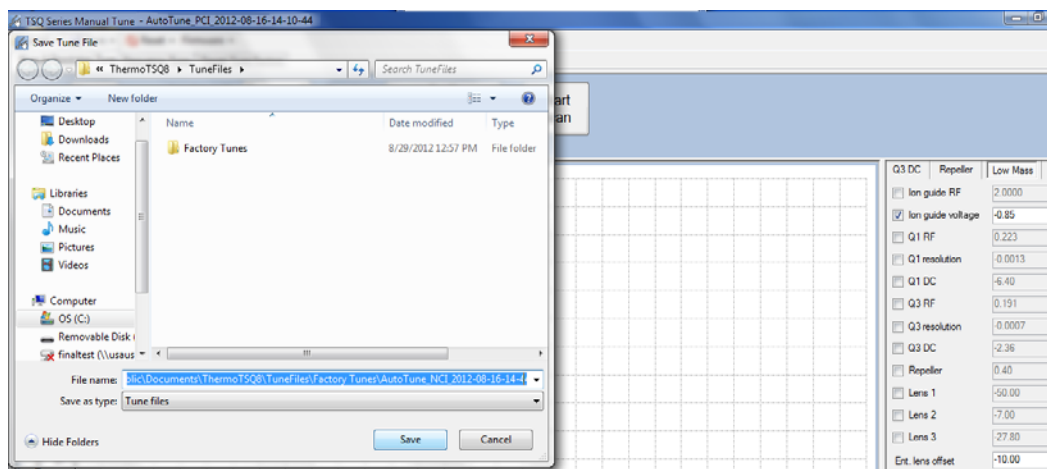 TSQ Series Manual Tune - AutoTune_PCI_2012-08-16-14-10-44
Save Tune File
« ThermoTSQ8 ▸ TuneFiles ▸
Search TuneFiles
Organize
New folder
Desktop
Downloads
Recent Places
Libraries
Documents
Music
Pictures
Videos
Computer
OS (C:)
Removable Disk
finaltest (\\usaus
Name
Date modified
Type
Factory Tunes
8/29/2012 12:57 PM
File folder
File name: blic\Documents\ThermoTSQ8\TuneFiles\Factory Tunes\AutoTune_NCI_2012-08-16-14-4
Save as type: Tune files
Hide Folders
Save
Cancel
art
an
Q3 DC
Repeller
Low Mass
Ion guide RF 2.0000
Ion guide voltage -0.85
Q1 RF 0.223
Q1 resolution -0.0013
Q1 DC -6.40
Q3 RF 0.191
Q3 resolution -0.0007
Q3 DC -2.36
Repeller 0.40
Lens 1 -50.00
Lens 2 -7.00
Lens 3 -27.80
Ent. lens offset -10.00